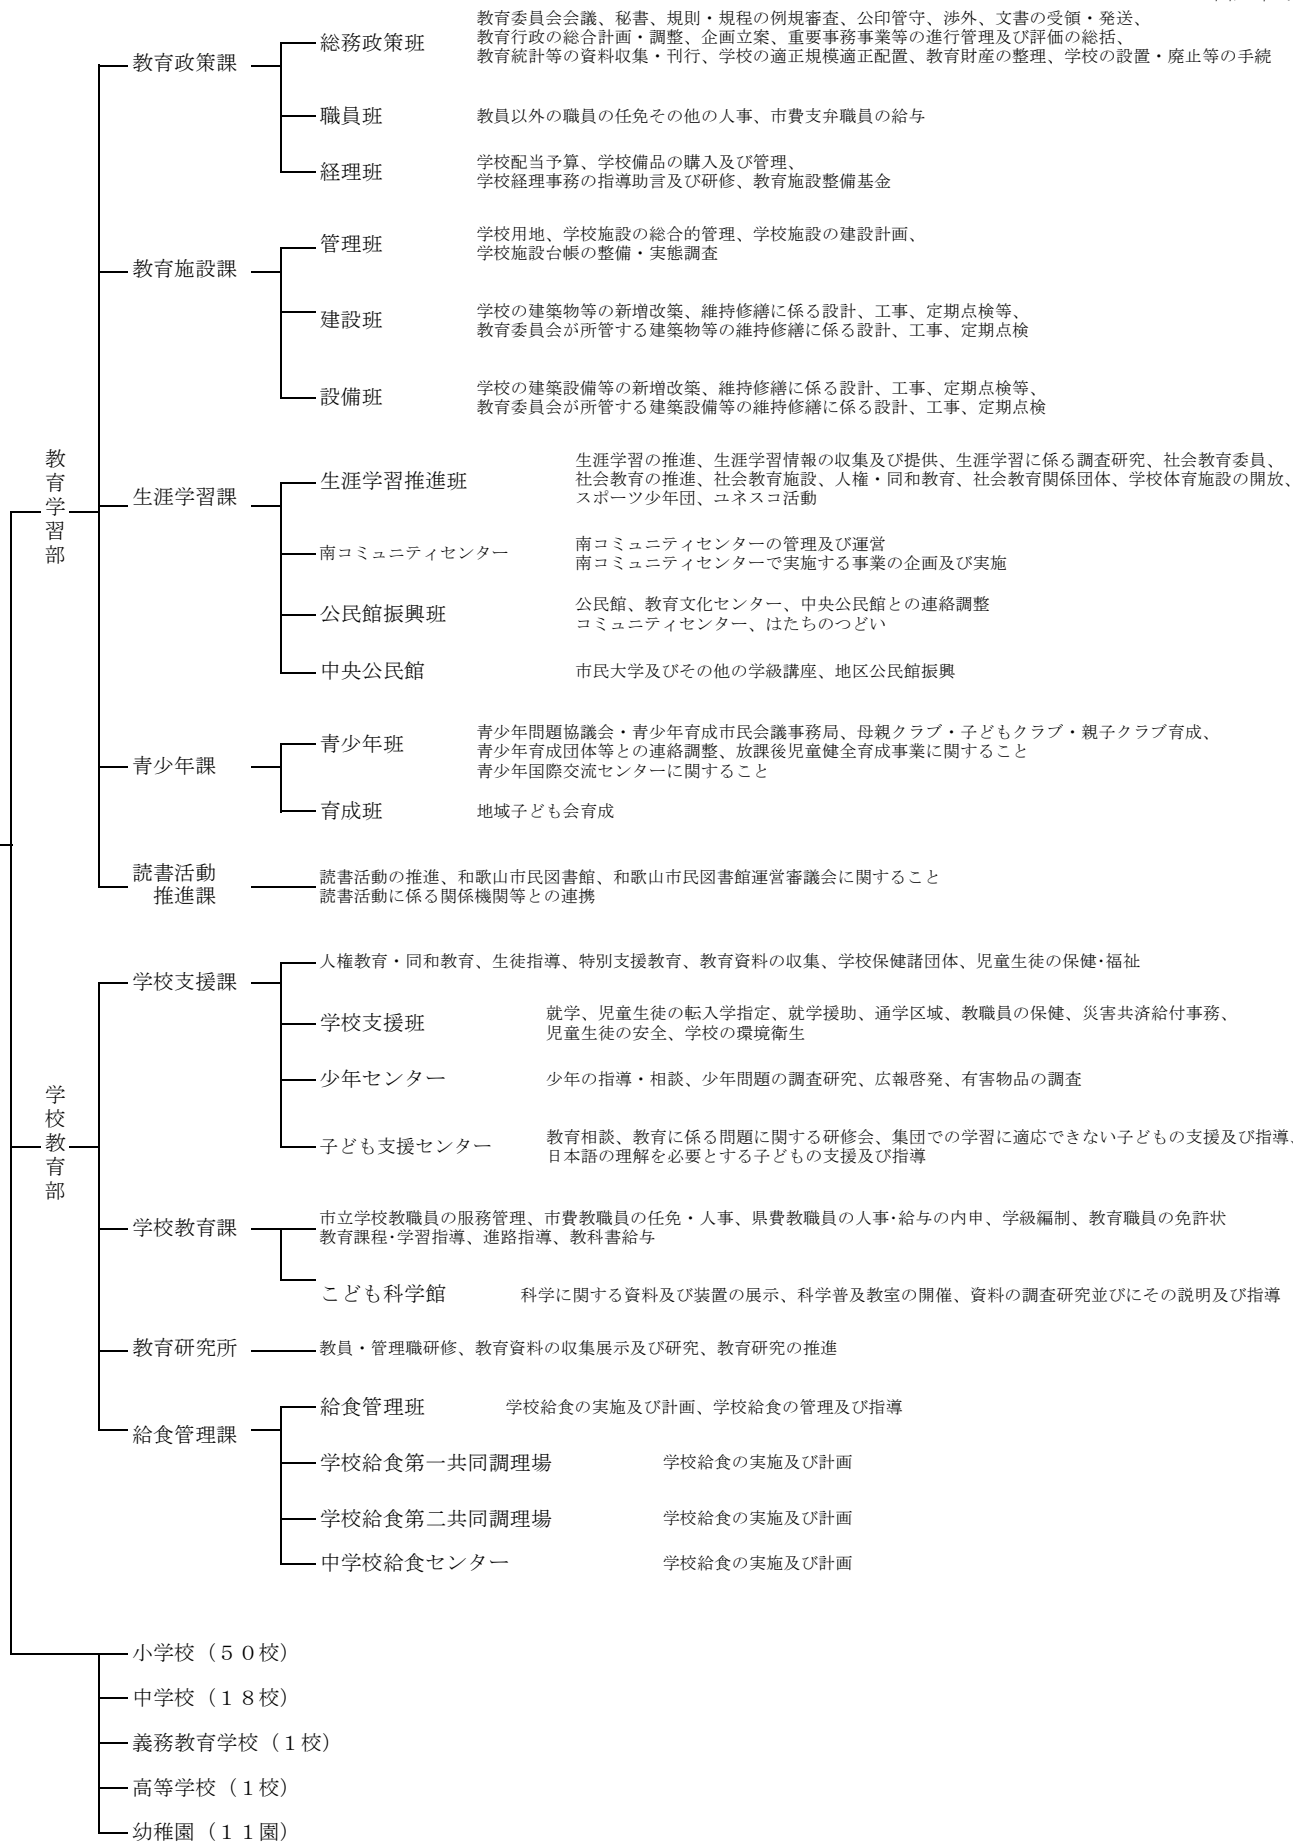 教育学習部
教育政策課
総務政策班
教育委員会会議、秘書、規則・規程の例規審査、公印管守、渉外、文書の受領・発送、
教育行政の総合計画・調整、企画立案、重要事務事業等の進行管理及び評価の総括、
教育統計等の資料収集・刊行、学校の適正規模適正配置、教育財産の整理、学校の設置・廃止等の手続
職員班
教員以外の職員の任免その他の人事、市費支弁職員の給与
経理班
学校配当予算、学校備品の購入及び管理、
学校経理事務の指導助言及び研修、教育施設整備基金
教育施設課
管理班
学校用地、学校施設の総合的管理、学校施設の建設計画、
学校施設台帳の整備・実態調査
建設班
学校の建築物等の新増改築、維持修繕に係る設計、工事、定期点検等、
教育委員会が所管する建築物等の維持修繕に係る設計、工事、定期点検
設備班
学校の建築設備等の新増改築、維持修繕に係る設計、工事、定期点検等、
教育委員会が所管する建築設備等の維持修繕に係る設計、工事、定期点検
生涯学習課
生涯学習推進班
生涯学習の推進、生涯学習情報の収集及び提供、生涯学習に係る調査研究、社会教育委員、
社会教育の推進、社会教育施設、人権・同和教育、社会教育関係団体、学校体育施設の開放、
スポーツ少年団、ユネスコ活動
南コミュニティセンター
南コミュニティセンターの管理及び運営
南コミュニティセンターで実施する事業の企画及び実施
公民館振興班
公民館、教育文化センター、中央公民館との連絡調整
コミュニティセンター、はたちのつどい
中央公民館
市民大学及びその他の学級講座、地区公民館振興
青少年課
青少年班
青少年問題協議会・青少年育成市民会議事務局、母親クラブ・子どもクラブ・親子クラブ育成、
青少年育成団体等との連絡調整、放課後児童健全育成事業に関すること
青少年国際交流センターに関すること
育成班
地域子ども会育成
読書活動
推進課
読書活動の推進、和歌山市民図書館、和歌山市民図書館運営審議会に関すること
読書活動に係る関係機関等との連携
学校教育部
学校支援課
人権教育・同和教育、生徒指導、特別支援教育、教育資料の収集、学校保健諸団体、児童生徒の保健・福祉
学校支援班
就学、児童生徒の転入学指定、就学援助、通学区域、教職員の保健、災害共済給付事務、
児童生徒の安全、学校の環境衛生
少年センター
少年の指導・相談、少年問題の調査研究、広報啓発、有害物品の調査
子ども支援センター
教育相談、教育に係る問題に関する研修会、集団での学習に適応できない子どもの支援及び指導、
日本語の理解を必要とする子どもの支援及び指導
学校教育課
市立学校教職員の服務管理、市費教職員の任免・人事、県費教職員の人事・給与の内申、学級編制、教育職員の免許状
教育課程・学習指導、進路指導、教科書給与
こども科学館
科学に関する資料及び装置の展示、科学普及教室の開催、資料の調査研究並びにその説明及び指導
教育研究所
教員・管理職研修、教育資料の収集展示及び研究、教育研究の推進
給食管理課
給食管理班
学校給食の実施及び計画、学校給食の管理及び指導
学校給食第一共同調理場
学校給食の実施及び計画
学校給食第二共同調理場
学校給食の実施及び計画
中学校給食センター
学校給食の実施及び計画
小学校（５０校）
中学校（１８校）
義務教育学校（１校）
高等学校（１校）
幼稚園（１１園）